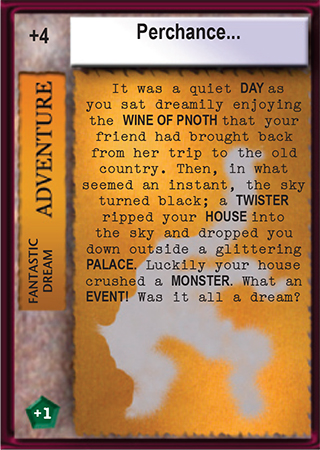 +4
Perchance...
ADVENTURE
FANTASTIC
DREAM
It was a quiet DAY as
you sat dreamily enjoying
the WINE OF PNOTH that your
friend had brought back
from her trip to the old
country. Then, in what
seemed an instant, the sky
turned black; a TWISTER
ripped your HOUSE into
the sky and dropped you
down outside a glittering
PALACE. Luckily your house
crushed a MONSTER. What an
EVENT! Was it all a dream?
+1